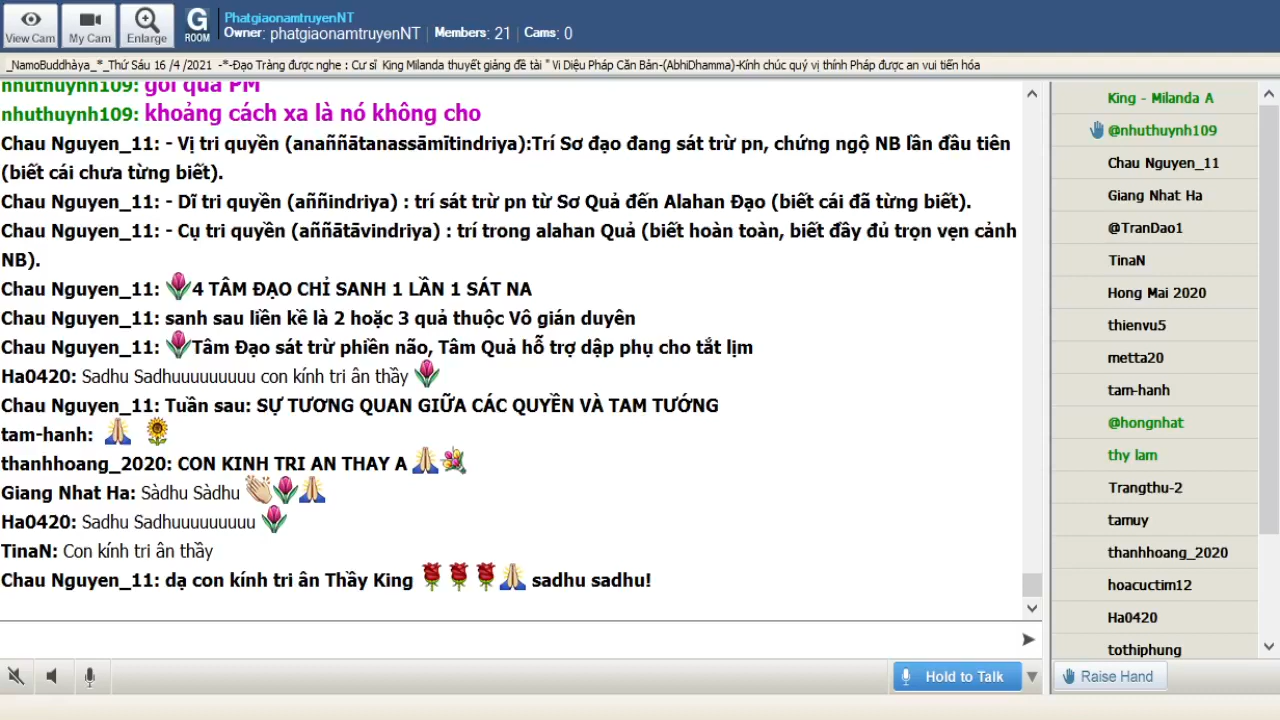 View Cam
My Cam
Enlarge
G
ROOM
PhatgiaonamtruyenNT
Owner: phatgiaonamtruyenNT | Members: 21 | Cams: 0
_NamoBuddhàya_*_Thứ Sáu 16 /4 /2021 -*-Đạo Tràng được nghe : Cư sĩ King Milanda thuyết giảng đề tài " Vi Diệu Pháp Căn Bản-(AbhiDhamma)-Kính chúc quý vị thính Pháp được an vui tiến hóa
nhuthuynh109: gởi qua PM
nhuthuynh109: khoảng cách xa là nó không cho
Chau Nguyen_11: - Vị tri quyền (anaññātanassāmītindriya):Trí Sơ đạo đang sát trừ pn, chứng ngộ NB lần đầu tiên
(biết cái chưa từng biết).
Chau Nguyen_11: - Dĩ tri quyền (aññindriya) : trí sát trừ pn từ Sơ Quả đến Alahan Đạo (biết cái đã từng biết).
Chau Nguyen_11: - Cụ tri quyền (aññātāvindriya) : trí trong alahan Quả (biết hoàn toàn, biết đầy đủ trọn vẹn cảnh
NB).
Chau Nguyen_11: 🌷4 TÂM ĐẠO CHỈ SANH 1 LẦN 1 SÁT NA
Chau Nguyen_11: sanh sau liền kề là 2 hoặc 3 quả thuộc Vô gián duyên
Chau Nguyen_11: 🌷Tâm Đạo sát trừ phiền não, Tâm Quả hỗ trợ dập phụ cho tắt lịm
Ha0420: Sadhu Sadhuuuuuuuuu con kính tri ân thầy 🌷
Chau Nguyen_11: Tuần sau: SỰ TƯƠNG QUAN GIỮA CÁC QUYỀN VÀ TAM TƯỚNG
tam-hanh: 🙏 🌻
thanhhoang_2020: CON KINH TRI AN THAY A 🙏💐
Giang Nhat Ha: Sàdhu Sàdhu 👏🌷🙏
Ha0420: Sadhu Sadhuuuuuuuuu 🌷
TinaN: Con kính tri ân thầy
Chau Nguyen_11: dạ con kính tri ân Thầy King 🌹🌹🌹🙏 sadhu sadhu!
Hold to Talk
King - Milanda A
@nhuthuynh109
Chau Nguyen_11
Giang Nhat Ha
@TranDao1
TinaN
Hong Mai 2020
thienvu5
metta20
tam-hanh
@hongnhat
thy lam
Trangthu-2
tamuy
thanhhoang_2020
hoacuctim12
Ha0420
tothiphung
Raise Hand